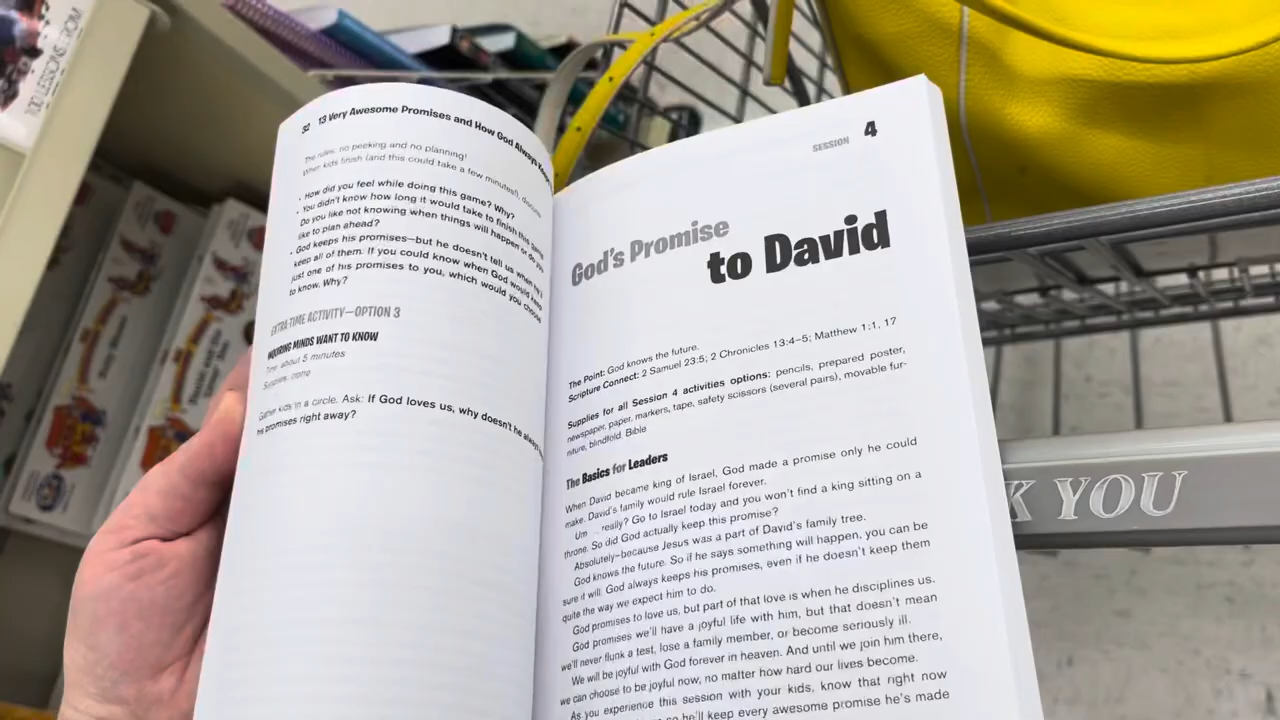 32 13 Very Awesome Promises and How God Always
The rules: no peeking and no planning!
When kids finish (and this could take a few minutes!), discuss
• How did you feel while doing this game? Why?
• You didn't know how long it would take to finish this game.
Do you like not knowing when things will happen or do you
like to plan ahead?
• God keeps his promises—but he doesn't tell us when he'll
keep all of them. If you could know when God would keep
just one of his promises to you, which would you choose
to know. Why?
EXTRA-TIME ACTIVITY—OPTION 3
INQUIRING MINDS WANT TO KNOW
Time: about 5 minutes
Supplies: none
Gather kids in a circle. Ask: If God loves us, why doesn't he always
his promises right away?
SESSION 4
God's Promise
to David
The Point: God knows the future.
Scripture Connect: 2 Samuel 23:5; 2 Chronicles 13:4–5; Matthew 1:1, 17
Supplies for all Session 4 activities options: pencils, prepared poster,
newspaper, paper, markers, tape, safety scissors (several pairs), movable fur-
niture, blindfold, Bible
The Basics for Leaders
When David became king of Israel, God made a promise only he could
make. David's family would rule Israel forever.
Um . . . really? Go to Israel today and you won't find a king sitting on a
throne. So did God actually keep this promise?
Absolutely—because Jesus was a part of David's family tree.
God knows the future. So if he says something will happen, you can be
sure it will. God always keeps his promises, even if he doesn't keep them
quite the way we expect him to do.
God promises to love us, but part of that love is when he disciplines us.
God promises we'll have a joyful life with him, but that doesn't mean
we'll never flunk a test, lose a family member, or become seriously ill.
We will be joyful with God forever in heaven. And until we join him there,
we can choose to be joyful now, no matter how hard our lives become.
As you experience this session with your kids, know that right now
so he'll keep every awesome promise he's made
K YOU